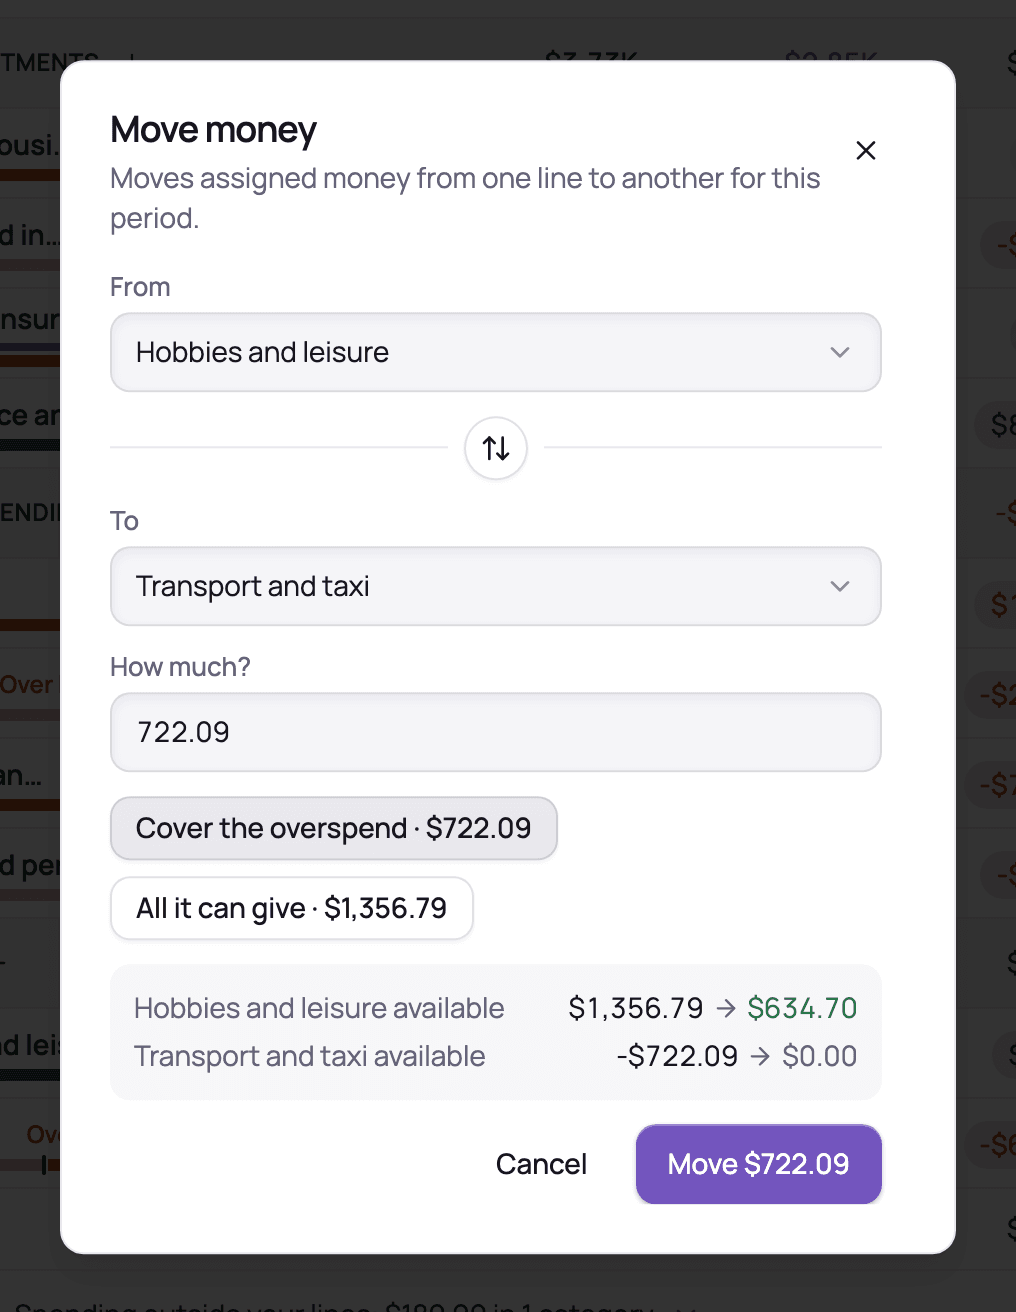 Move money
Moves assigned money from one line to another for this
period.
From
Hobbies and leisure
To
Transport and taxi
How much?
722.09
Cover the overspend · $722.09
All it can give · $1,356.79
Hobbies and leisure available $1,356.79 → $634.70
Transport and taxi available -$722.09 → $0.00
Cancel Move $722.09
Over